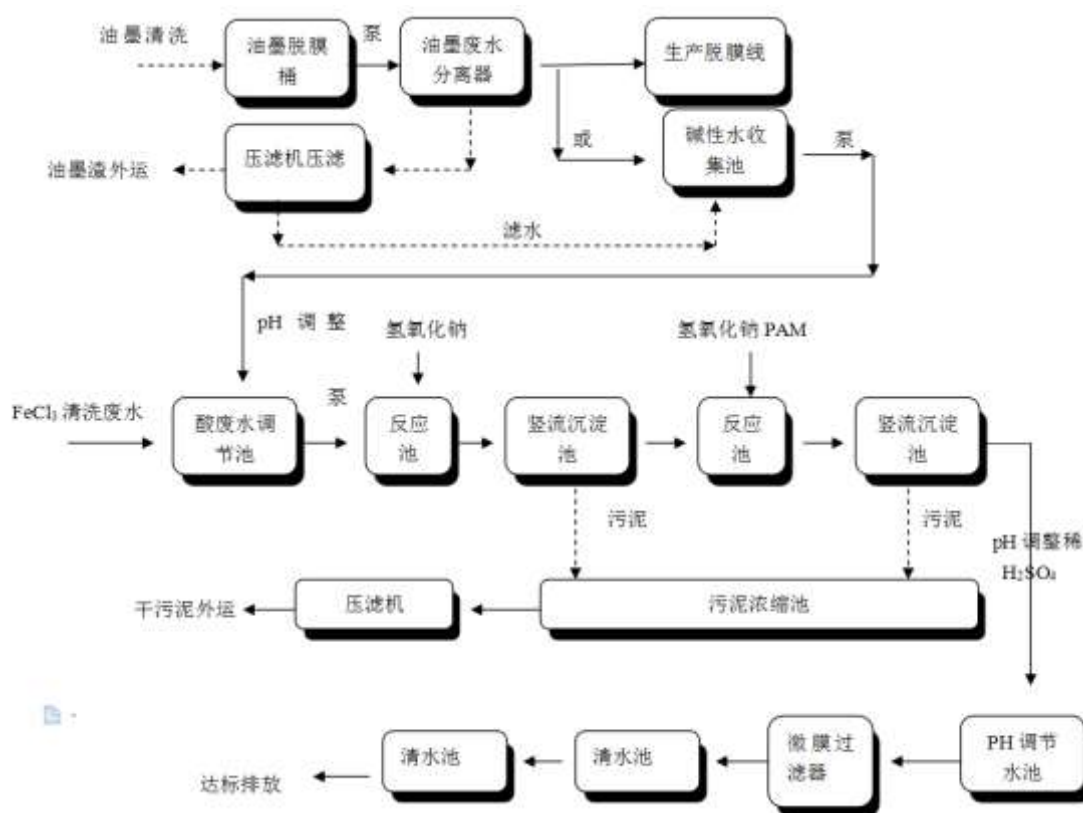 油墨清洗
油墨脱膜
桶
泵
油墨废水
分离器
生产脱膜线
或
碱性水收
集池
泵
油墨渣外运
压滤机压滤
滤水
pH 调整
氢氧化钠
氢氧化钠 PAM
FeCl₃ 清洗废水
酸废水调
节池
泵
反应
池
竖流沉淀
池
反应
池
竖流沉淀
池
污泥
污泥
pH 调整稀
H₂SO₄
干污泥外运
压滤机
污泥浓缩池
达标排放
清水池
清水池
微膜过
滤器
PH 调节
水池